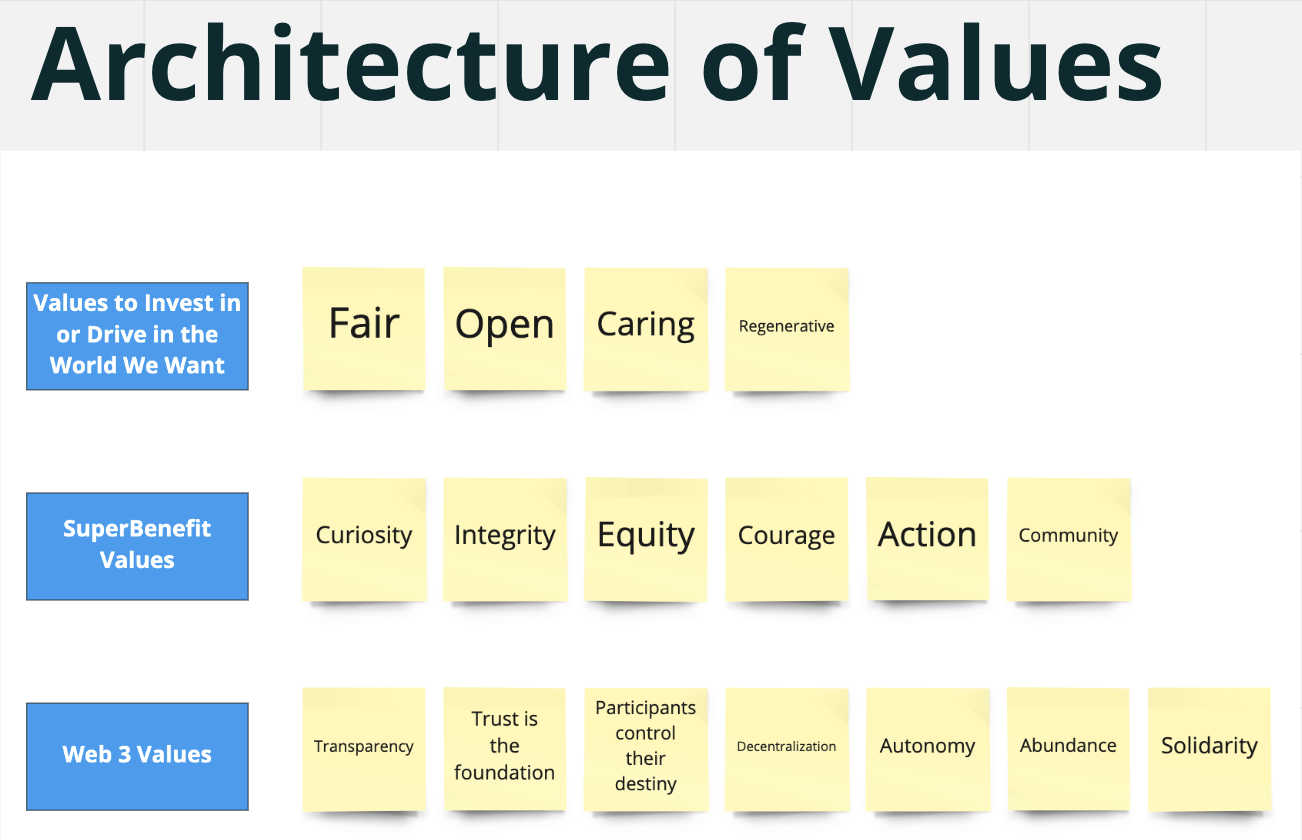 Architecture of Values
Values to Invest in
or Drive in the
World We Want
Fair
Open
Caring
Regenerative
SuperBenefit
Values
Curiosity
Integrity
Equity
Courage
Action
Community
Web 3 Values
Transparency
Trust is
the
foundation
Participants
control
their
destiny
Decentralization
Autonomy
Abundance
Solidarity